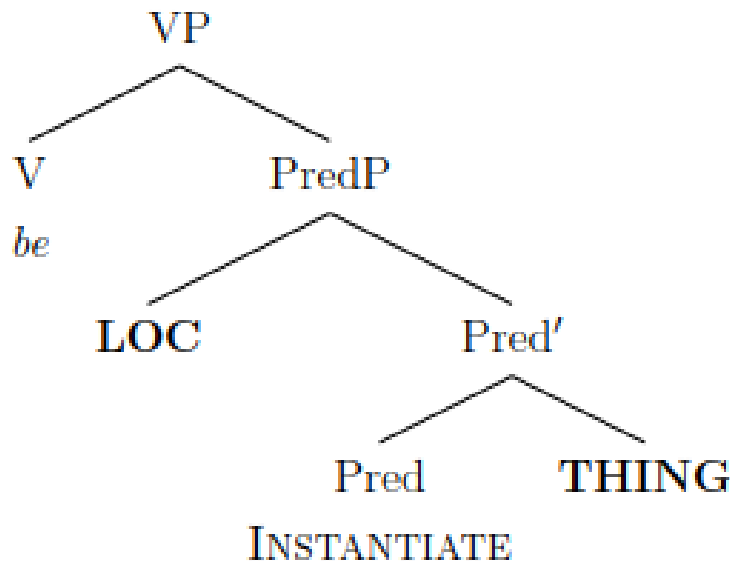 VP
V PredP
be
LOC Pred′
Pred THING
INSTANTIATE